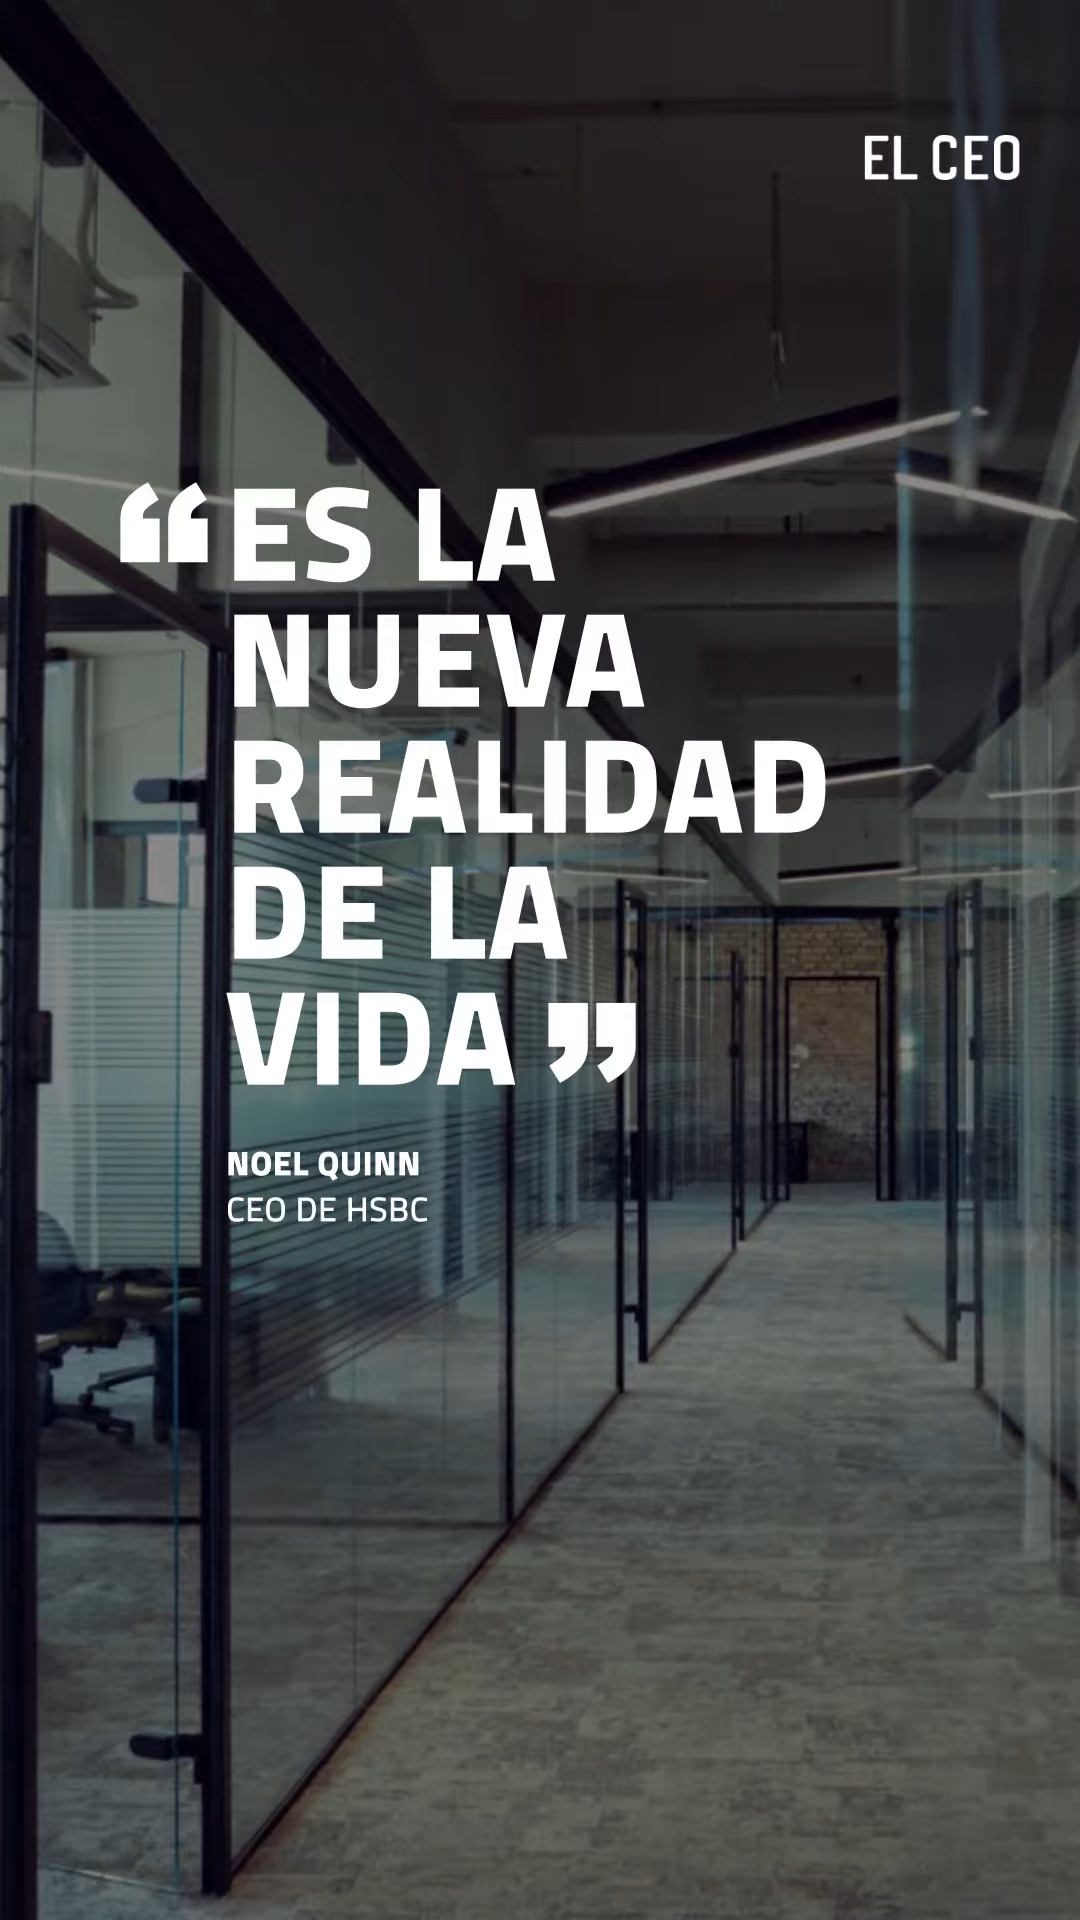 EL CEO
“ES LA
NUEVA
REALIDAD
DE LA
VIDA”
NOEL QUINN
CEO DE HSBC